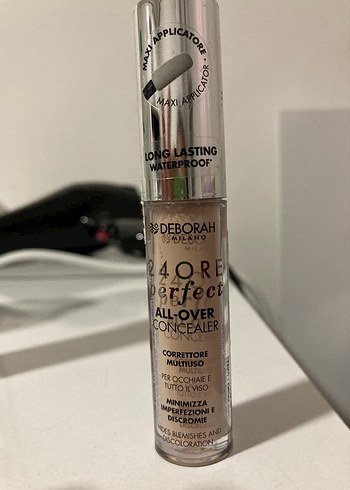 MAXI APPLICATORE •
MAXI APPLICATOR
LONG LASTING
WATERPROOF*
DEBORAH
MILANO
24ORE
perfect
ALL-OVER
CONCEALER
CORRETTORE
MULTIUSO
PER OCCHIAIE E
TUTTO IL VISO
MINIMIZZA
IMPERFEZIONI E
DISCROMIE
HIDES BLEMISHES AND
DISCOLORATION